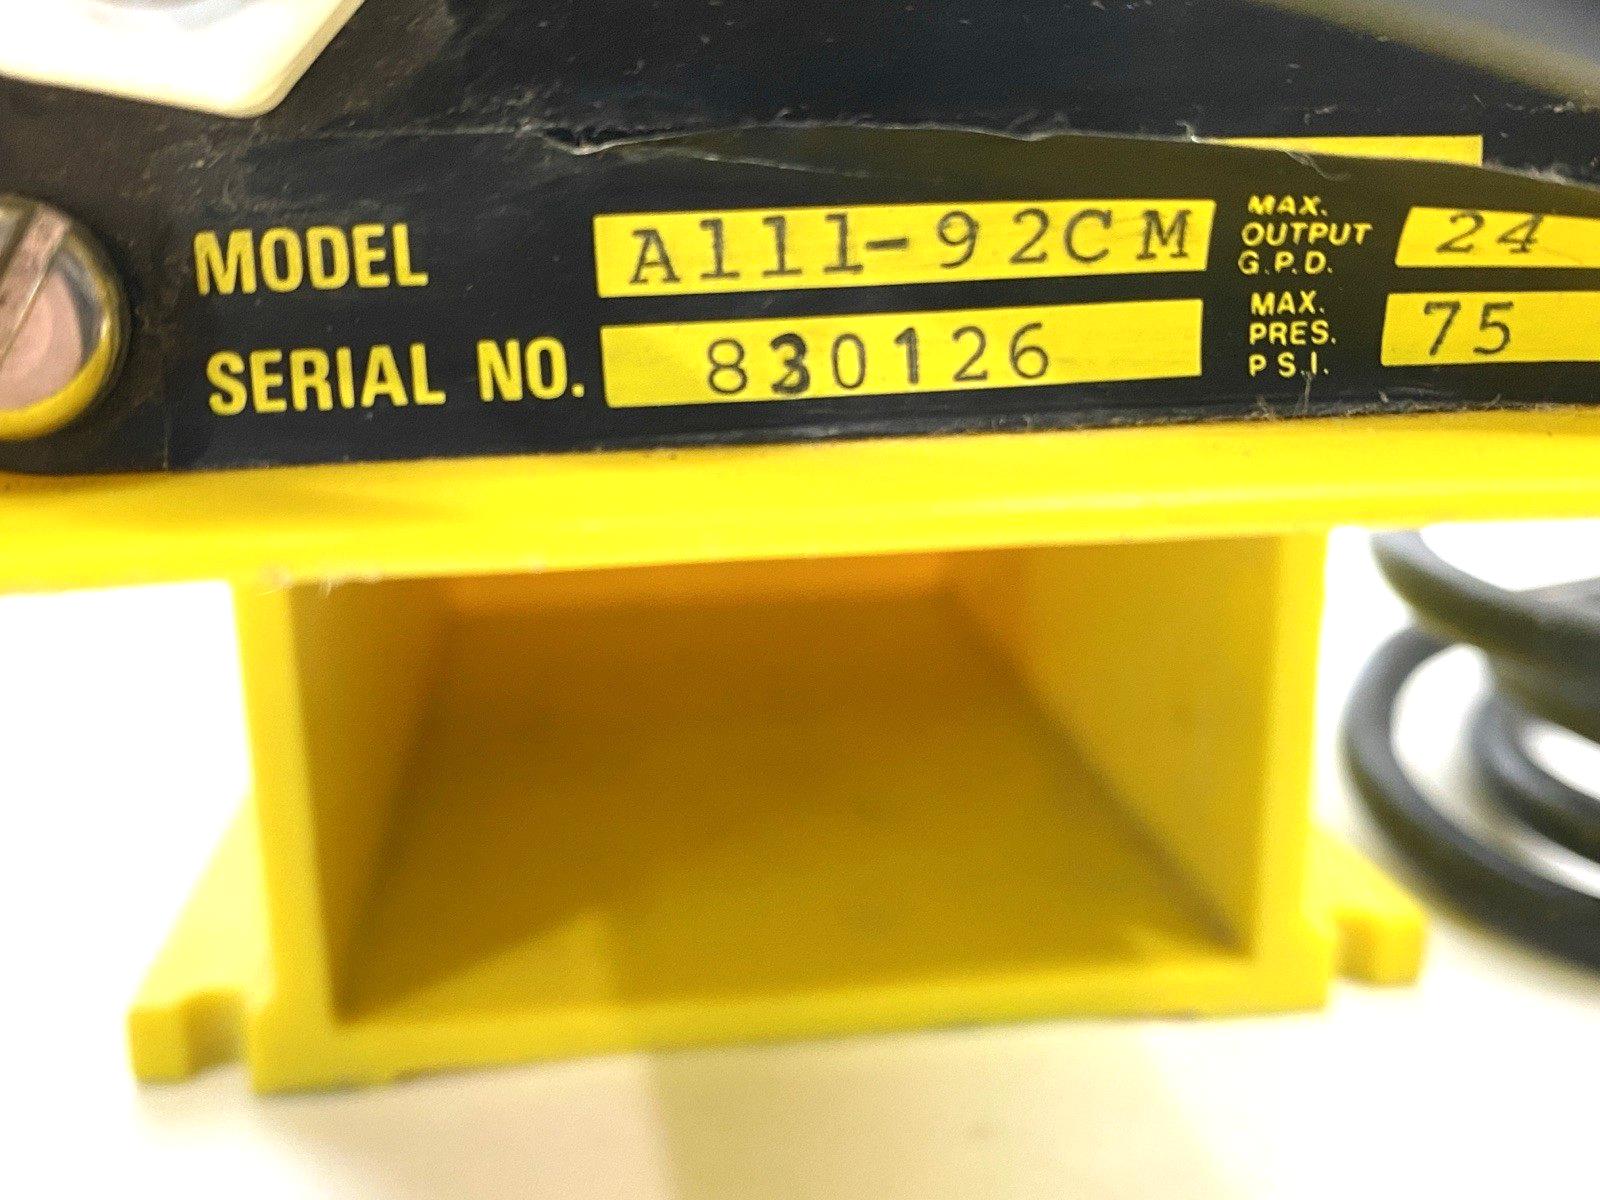 MODEL A111-92CM
SERIAL NO. 830126
MAX.
OUTPUT
G.P.D. 24
MAX.
PRES.
P.S.I. 75